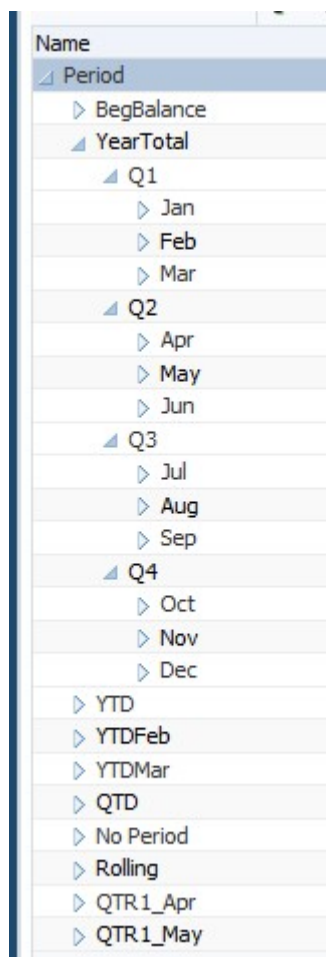 Name
Period
BegBalance
YearTotal
Q1
Jan
Feb
Mar
Q2
Apr
May
Jun
Q3
Jul
Aug
Sep
Q4
Oct
Nov
Dec
YTD
YTDFeb
YTDMar
QTD
No Period
Rolling
QTR1_Apr
QTR1_May